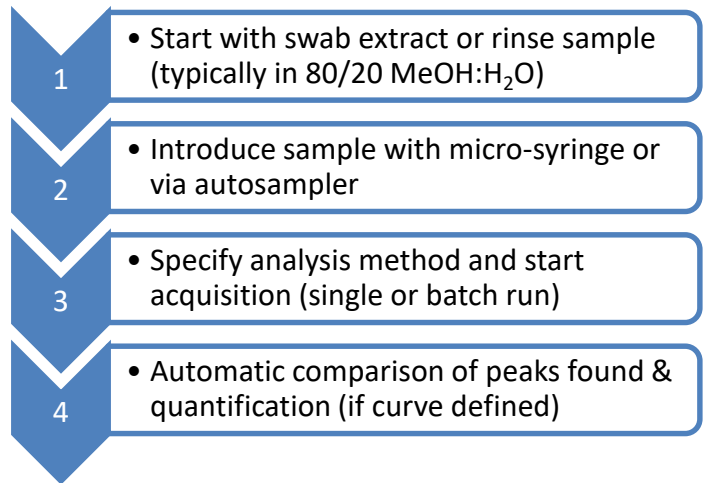 1
• Start with swab extract or rinse sample
(typically in 80/20 MeOH:H₂O)
2
• Introduce sample with micro-syringe or
via autosampler
3
• Specify analysis method and start
acquisition (single or batch run)
4
• Automatic comparison of peaks found &
quantification (if curve defined)